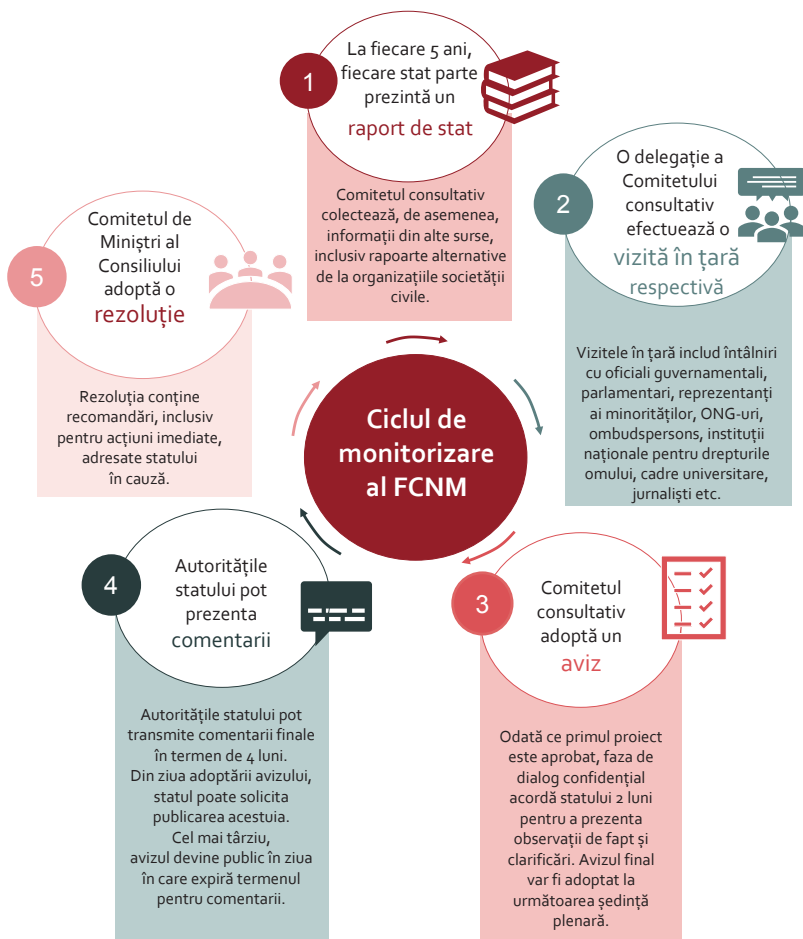 1
La fiecare 5 ani,
fiecare stat parte
prezintă un
raport de stat
Comitetul consultativ
colectează, de asemenea,
informații din alte surse,
inclusiv rapoarte alternative
de la organizațiile societății
civile.
2
O delegație a
Comitetului
consultativ
efectuează o
vizită în țară
respectivă
Vizitele în țară includ întâlniri
cu oficiali guvernamentali,
parlamentari, reprezentanți
ai minorităților, ONG-uri,
ombudspersons, instituții
naționale pentru drepturile
omului, cadre universitare,
jurnaliști etc.
3
Comitetul
consultativ
adoptă un
aviz
Odată ce primul proiect
este aprobat, faza de
dialog confidențial
acordă statului 2 luni
pentru a prezenta
observații de fapt și
clarificări. Avizul final
var fi adoptat la
următoarea ședință
plenară.
4
Autoritățile
statului pot
prezenta
comentarii
Autoritățile statului pot
transmite comentarii finale
în termen de 4 luni.
Din ziua adoptării avizului,
statul poate solicita
publicarea acestuia.
Cel mai târziu,
avizul devine public în ziua
în care expiră termenul
pentru comentarii.
5
Comitetul de
Miniștri al
Consiliului
adoptă o
rezoluție
Rezoluția conține
recomandări, inclusiv
pentru acțiuni imediate,
adresate statului
în cauză.
Ciclul de
monitorizare
al FCNM